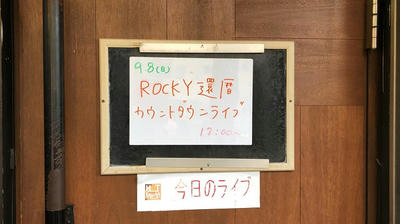 9.8(日)
ROCKY還暦
カウントダウンライブ
17:00〜
今日のライブ